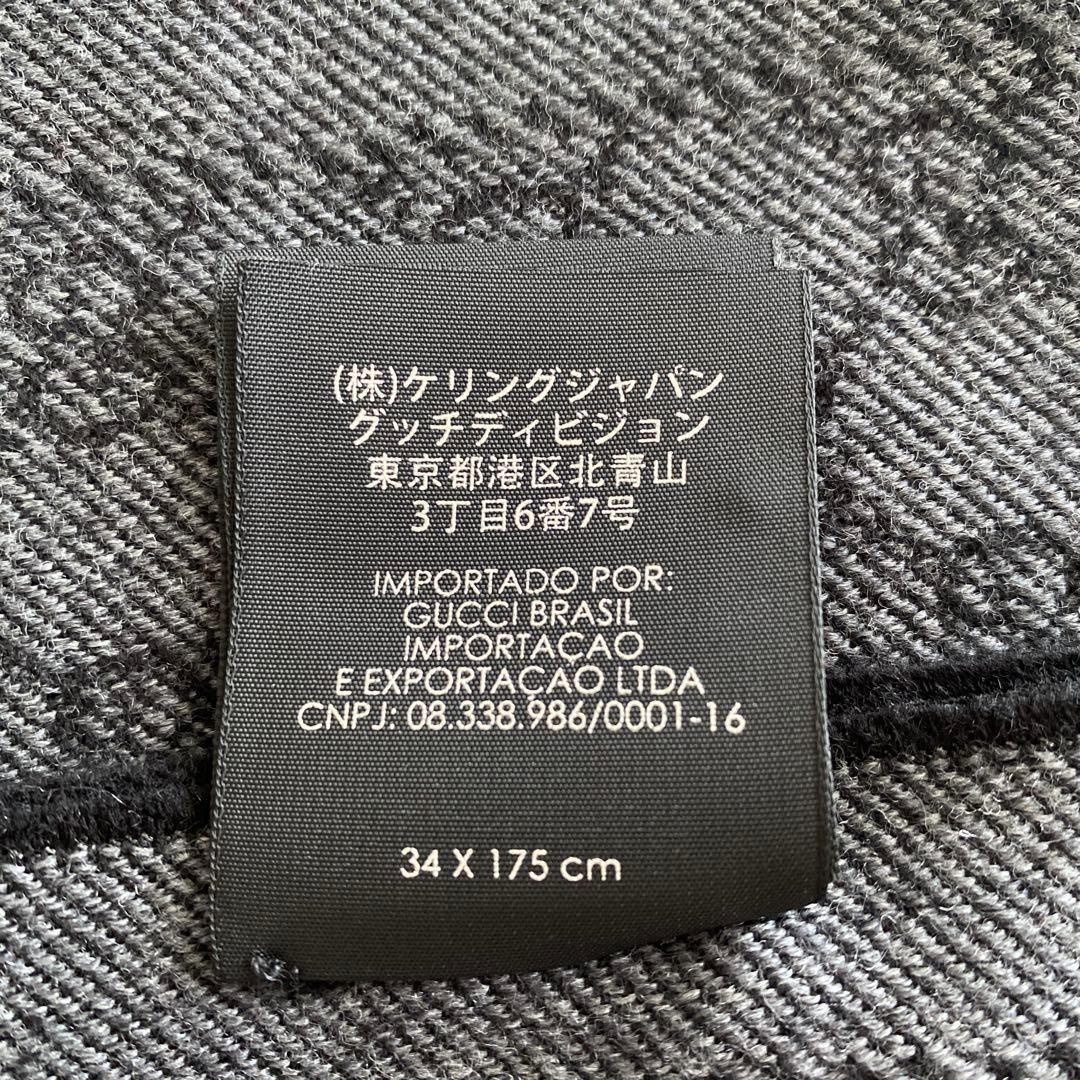 (株)ケリングジャパン
グッチディビジョン
東京都港区北青山
3丁目6番7号
IMPORTADO POR:
GUCCI BRASIL
IMPORTAÇAO
E EXPORTAÇAO LTDA
CNPJ: 08.338.986/0001-16
34 X 175 cm